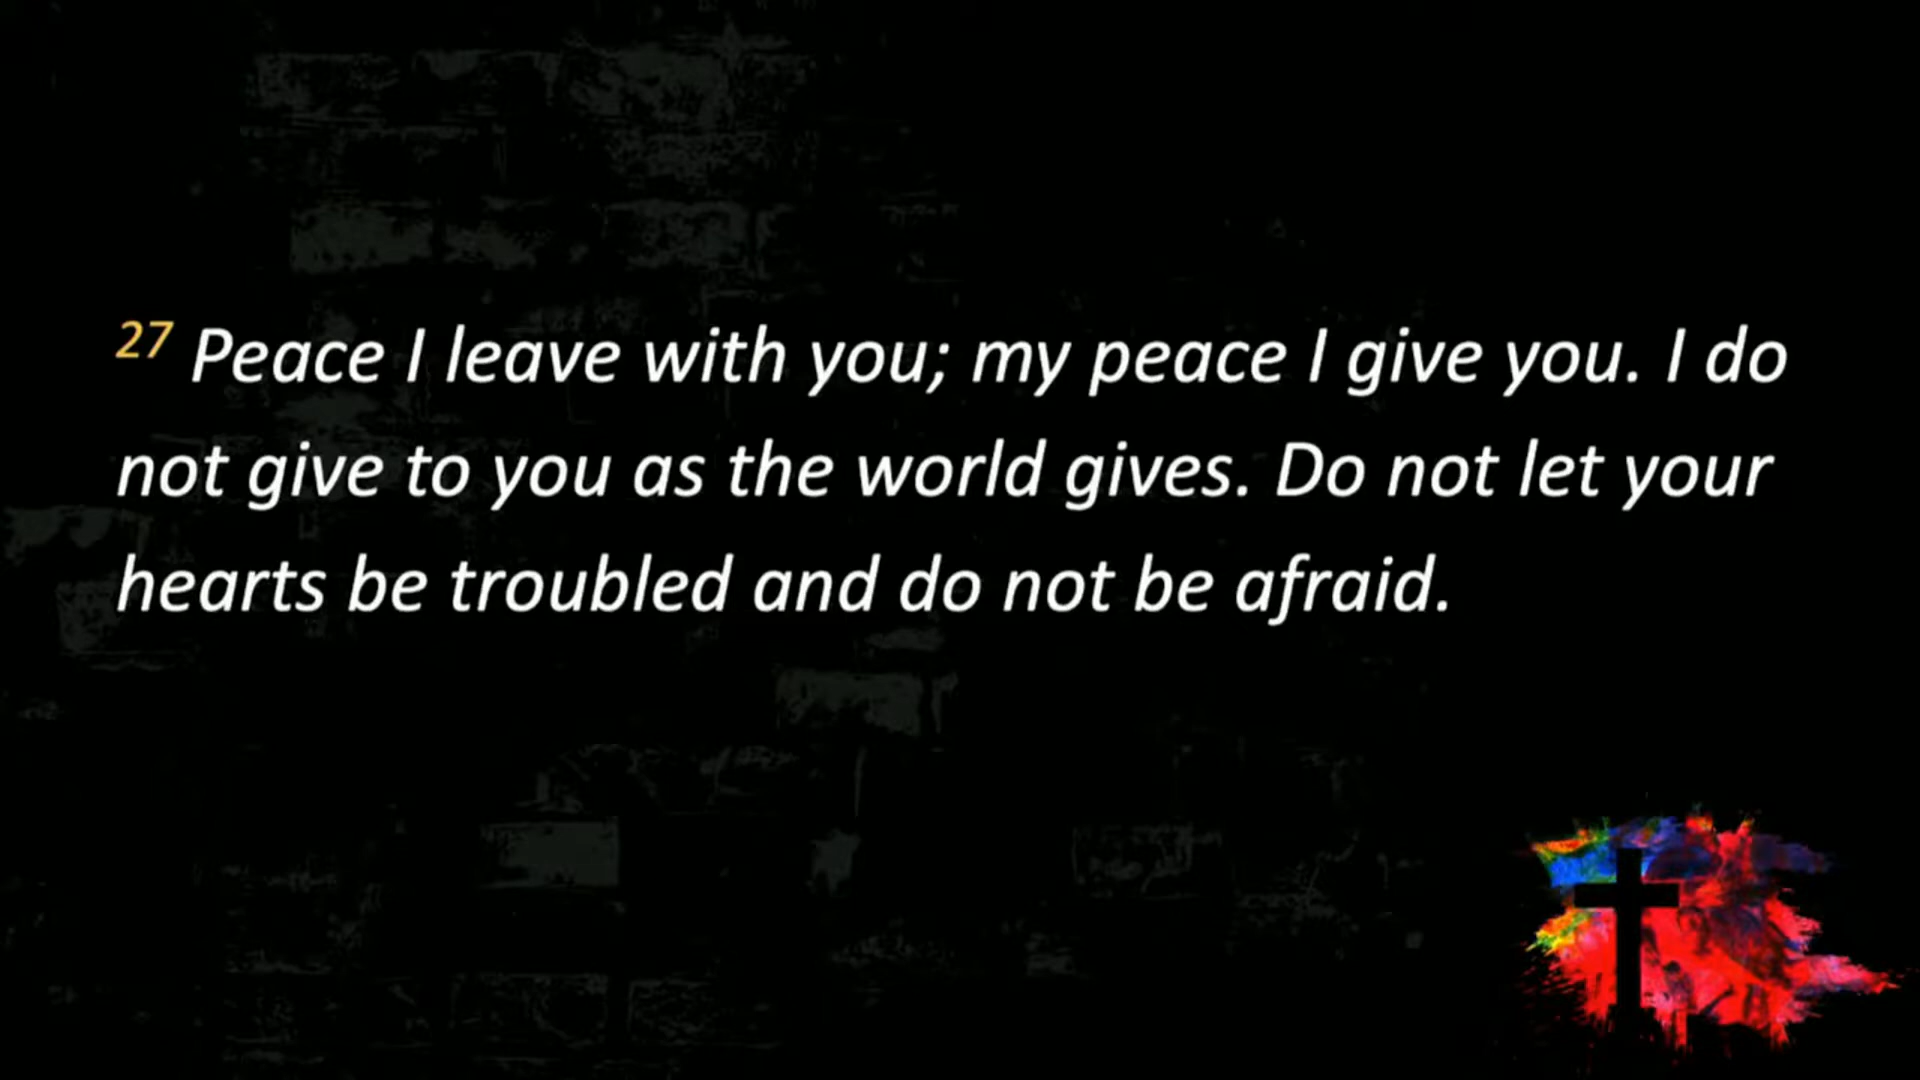 27 Peace I leave with you; my peace I give you. I do
not give to you as the world gives. Do not let your
hearts be troubled and do not be afraid.